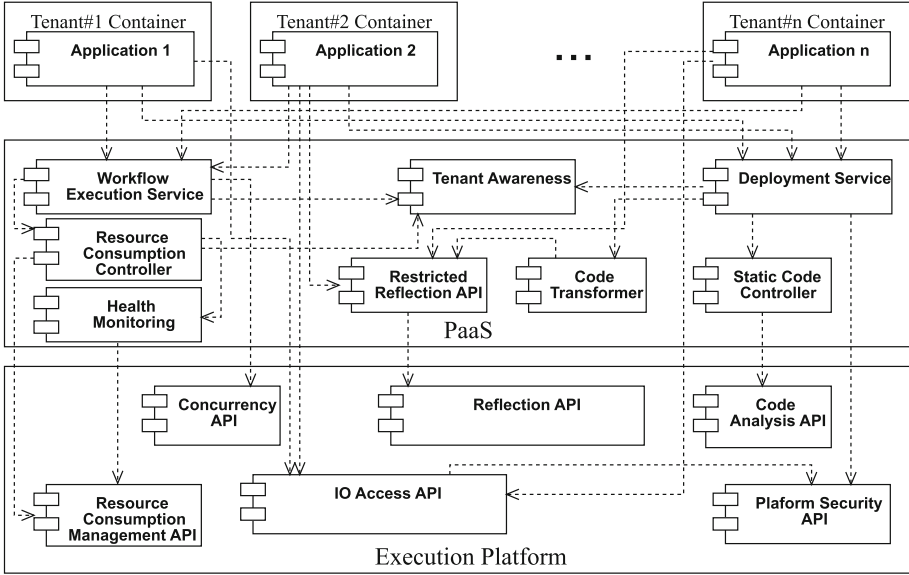 Tenant#1 Container
Tenant#2 Container
Tenant#n Container
Application 1
Application 2
...
Application n
Workflow
Execution Service
Tenant Awareness
Deployment Service
Resource
Consumption
Controller
Restricted
Reflection API
Code
Transformer
Static Code
Controller
Health
Monitoring
PaaS
Concurrency
API
Reflection API
Code
Analysis API
Resource
Consumption
Management API
IO Access API
Plaform Security
API
Execution Platform